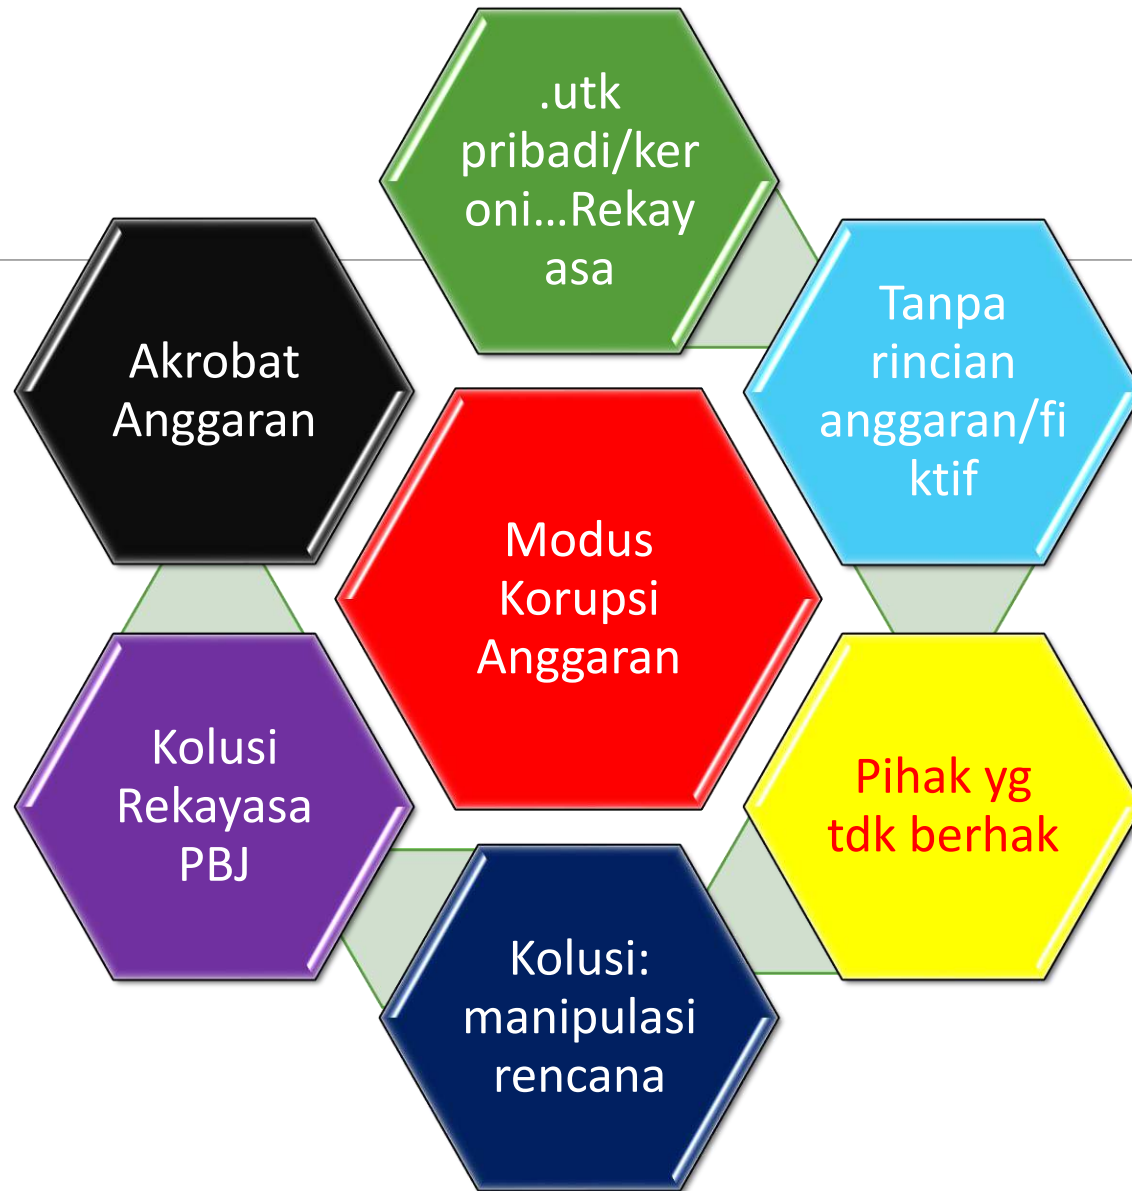 .utk
pribadi/ker
oni...Rekay
asa
Tanpa
rincian
anggaran/fi
ktif
Akrobat
Anggaran
Modus
Korupsi
Anggaran
Pihak yg
tdk berhak
Kolusi
Rekayasa
PBJ
Kolusi:
manipulasi
rencana